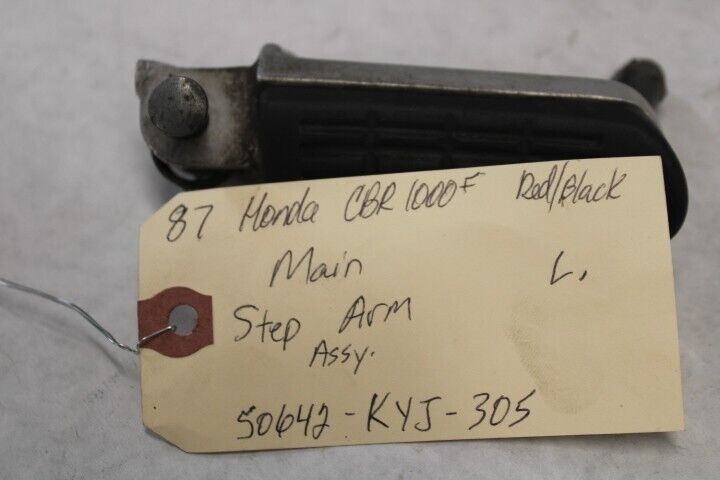 87 Honda CBR1000F Red/Black
Main L.
Step Arm
Assy.
50642-KYJ-305